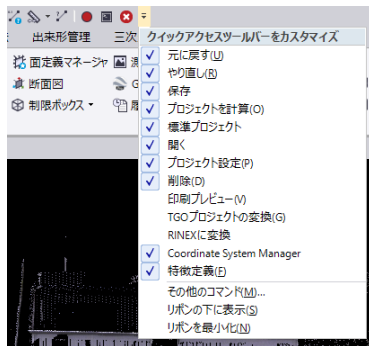 出来形管理 三次
クイックアクセスツールバーをカスタマイズ
面定義マネージャ
断面図
制限ボックス
元に戻す(U)
やり直し(R)
保存
プロジェクトを計算(O)
標準プロジェクト
開く
プロジェクト設定(P)
削除(D)
印刷プレビュー(V)
TGOプロジェクトの変換(G)
RINEXに変換
Coordinate System Manager
特徴定義(F)
その他のコマンド(M)...
リボンの下に表示(S)
リボンを最小化(N)